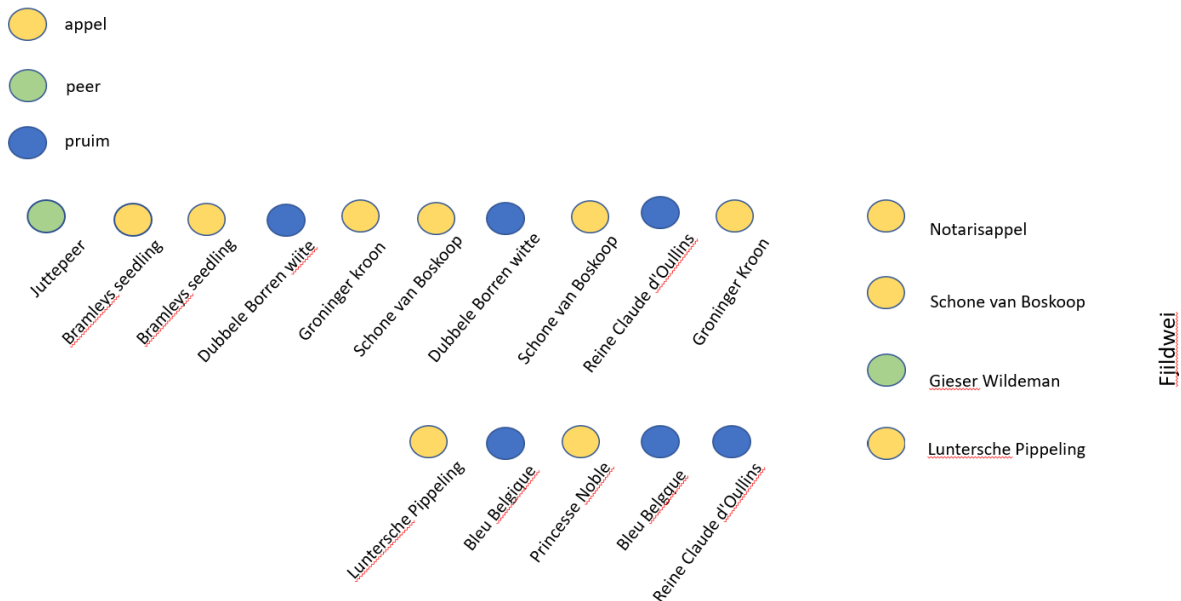 appel
peer
pruim
Juttepeer
Bramleys seedling
Bramleys seedling
Dubbele Borren wiite
Groninger kroon
Schone van Boskoop
Dubbele Borren witte
Schone van Boskoop
Reine Claude d'Oullins
Groninger Kroon
Notarisappel
Schone van Boskoop
Gieser Wildeman
Luntersche Pippeling
Fjildwei
Luntersche Pippeling
Bleu Belgique
Princesse Noble
Bleu Belgque
Reine Claude d'Oullins